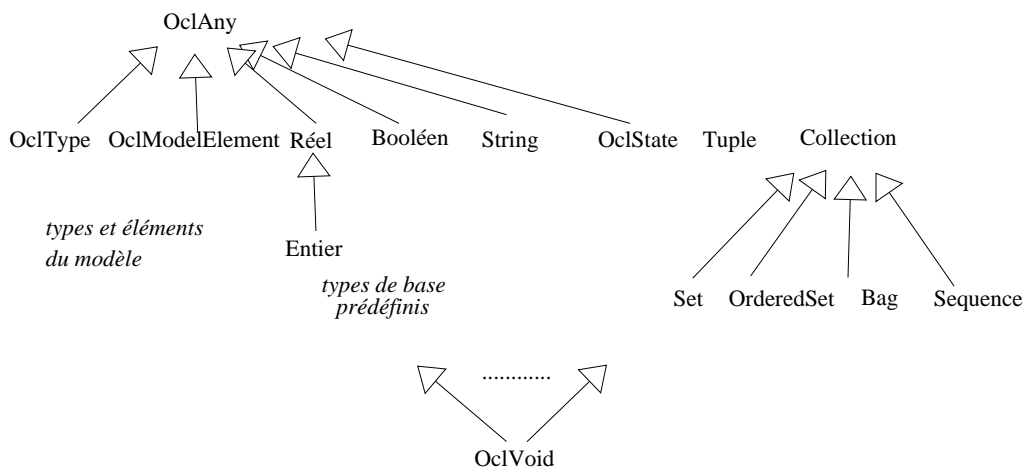 OclAny
OclType OclModelElement Réel Booléen String OclState Tuple Collection
types et éléments
du modèle
Entier
types de base
prédéfinis
Set OrderedSet Bag Sequence
............
OclVoid